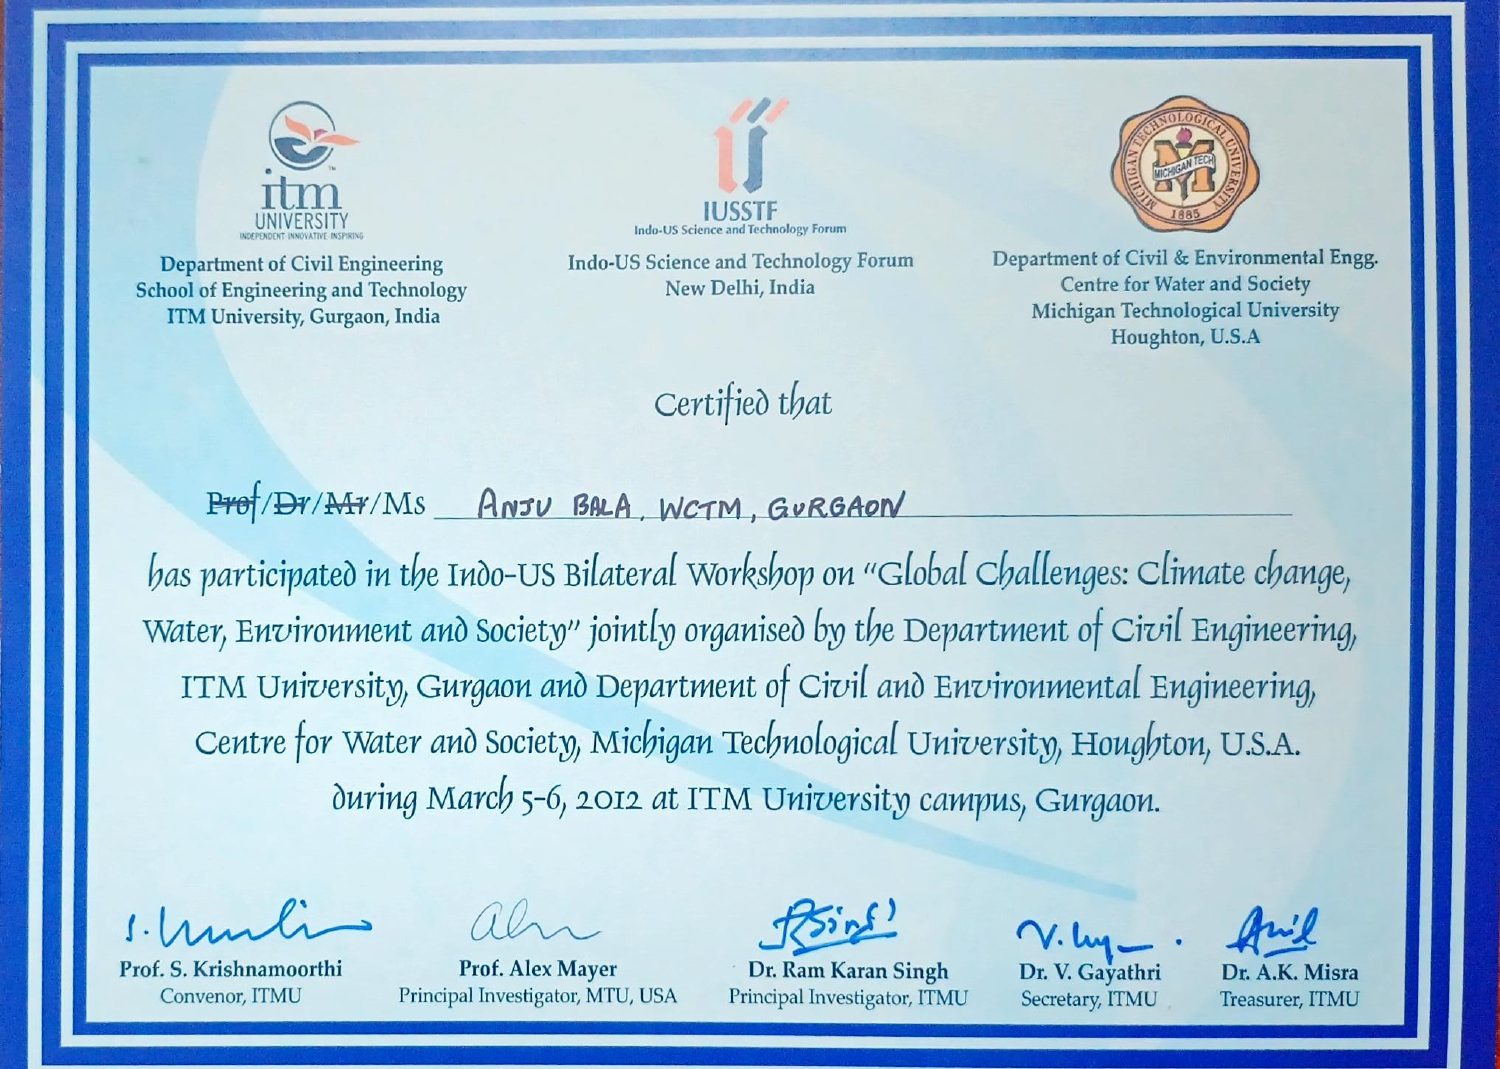 itm
UNIVERSITY
INDEPENDENT·INNOVATIVE·INSPIRING
Department of Civil Engineering
School of Engineering and Technology
ITM University, Gurgaon, India
IUSSTF
Indo-US Science and Technology Forum
Indo-US Science and Technology Forum
New Delhi, India
MICHIGAN TECHNOLOGICAL UNIVERSITY
MICHIGAN TECH
1885
Department of Civil & Environmental Engg.
Centre for Water and Society
Michigan Technological University
Houghton, U.S.A
Certified that
Prof/Dr/Mr/Ms ANJU BALA, WCTM, GURGAON
has participated in the Indo-US Bilateral Workshop on “Global Challenges: Climate change,
Water, Environment and Society” jointly organised by the Department of Civil Engineering,
ITM University, Gurgaon and Department of Civil and Environmental Engineering,
Centre for Water and Society, Michigan Technological University, Houghton, U.S.A.
during March 5-6, 2012 at ITM University campus, Gurgaon.
Prof. S. Krishnamoorthi
Convenor, ITMU
Prof. Alex Mayer
Principal Investigator, MTU, USA
Dr. Ram Karan Singh
Principal Investigator, ITMU
Dr. V. Gayathri
Secretary, ITMU
Dr. A.K. Misra
Treasurer, ITMU